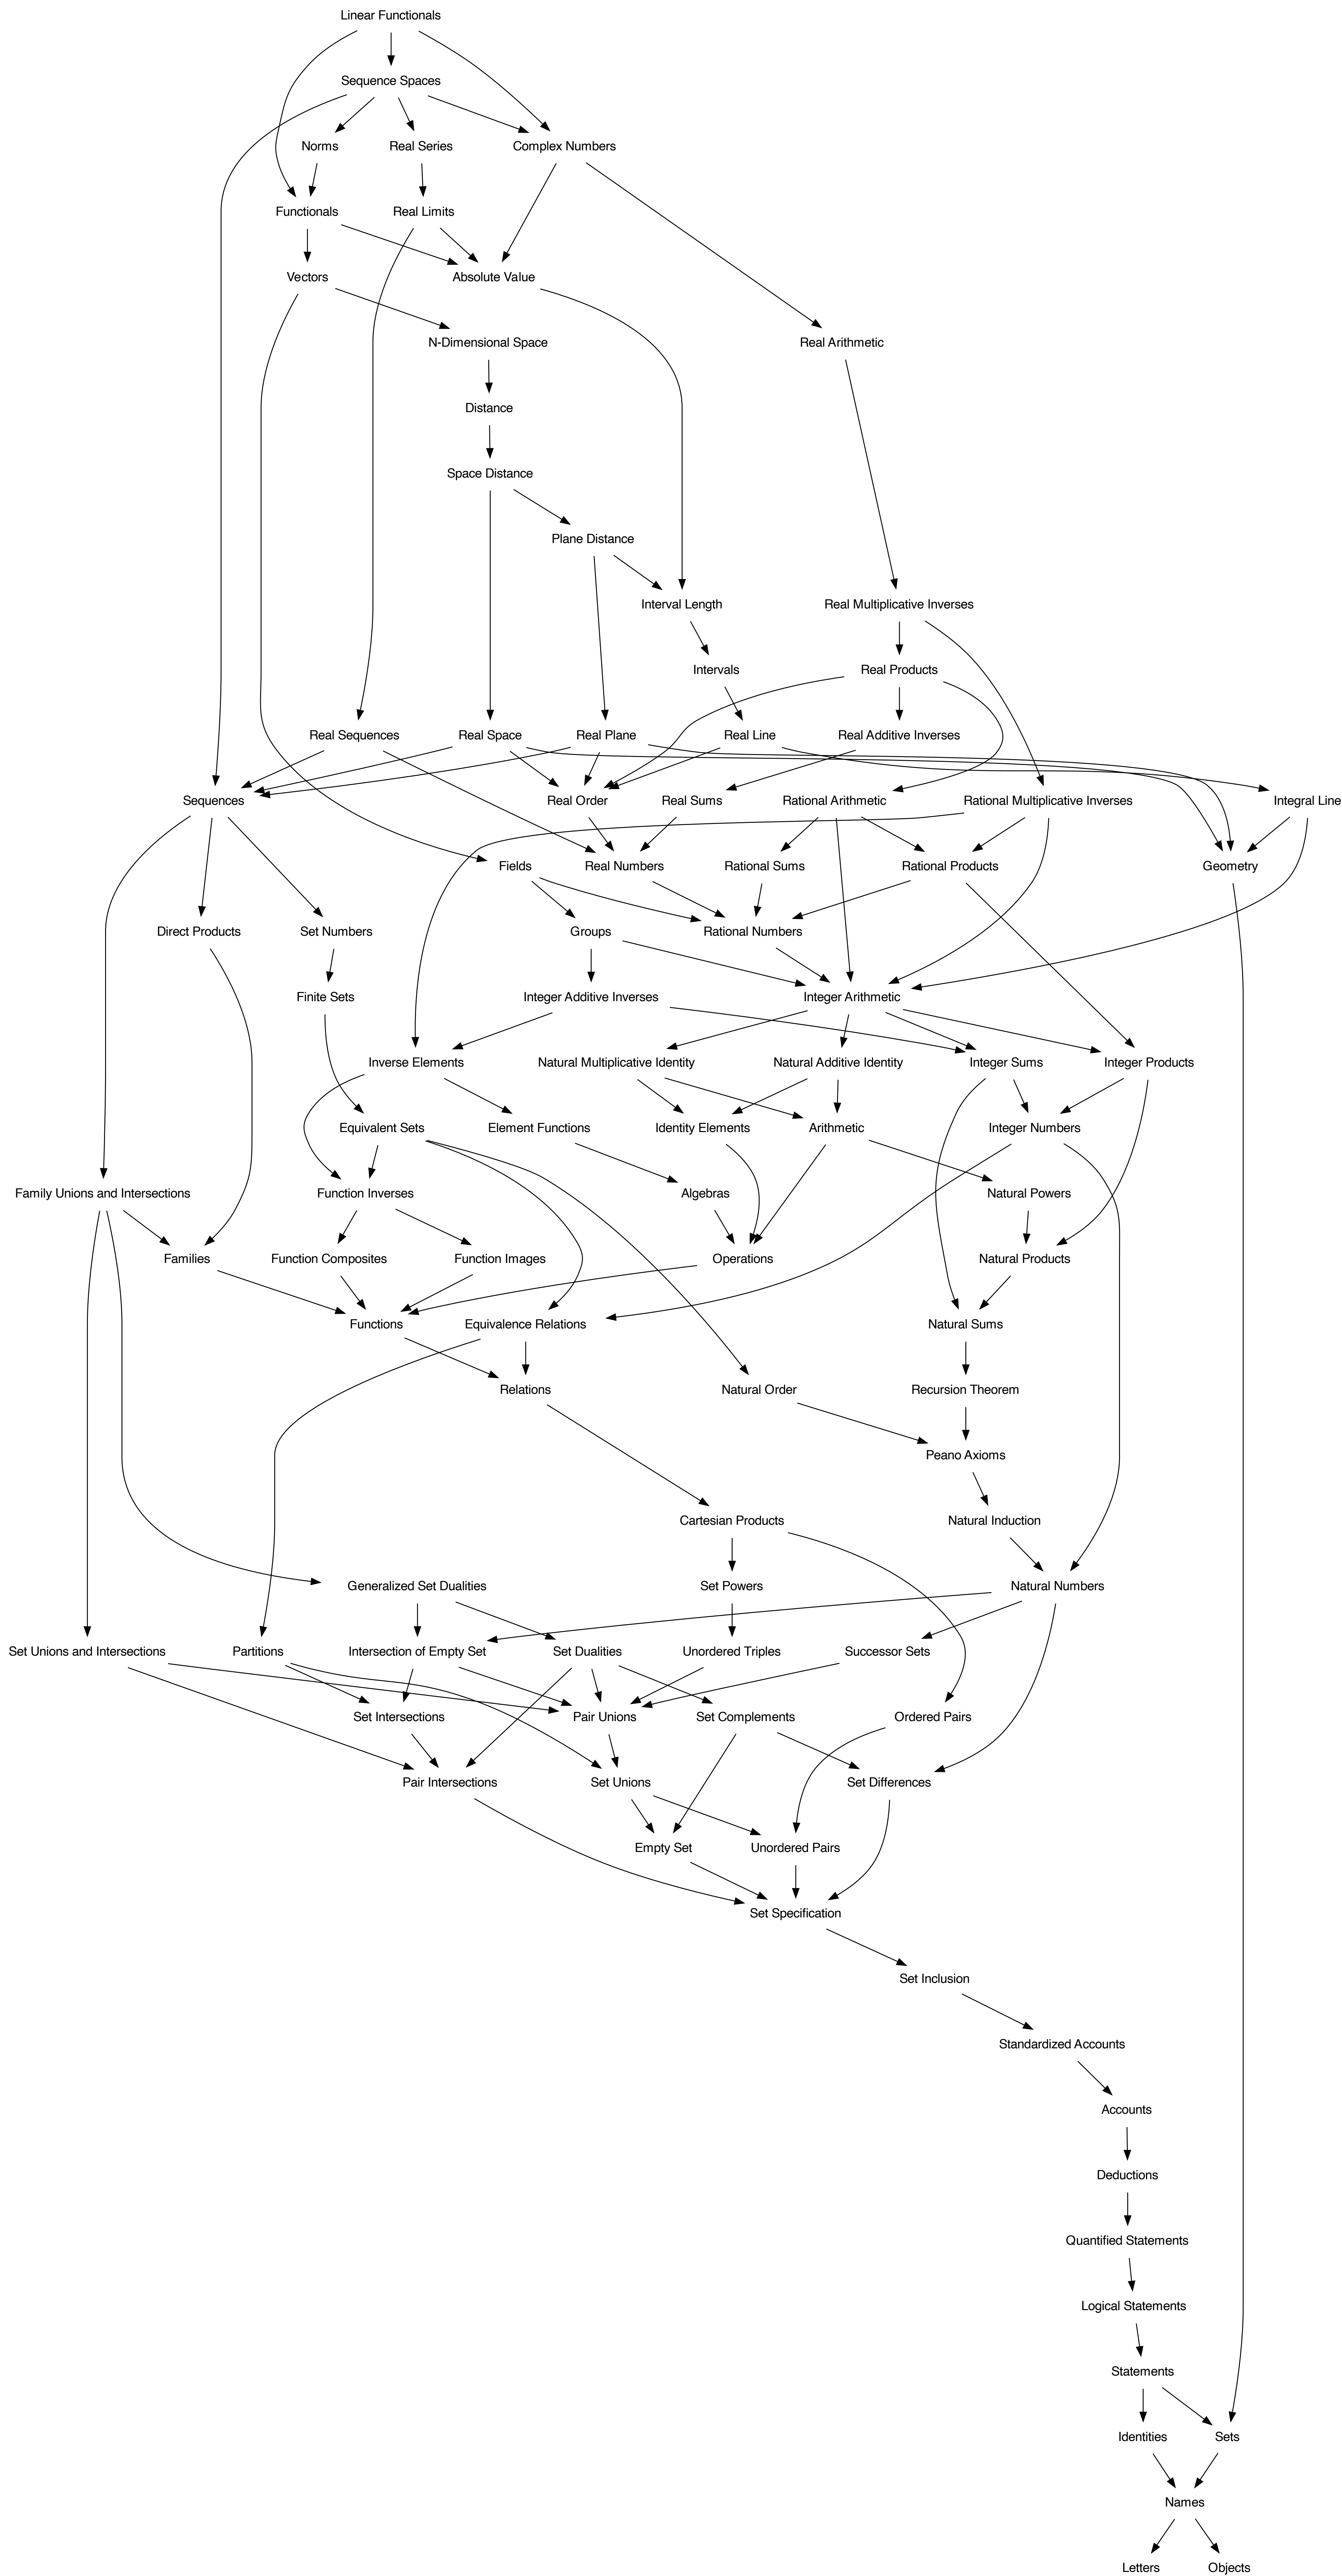 Linear Functionals
Sequence Spaces
Norms
Real Series
Complex Numbers
Functionals
Real Limits
Vectors
Absolute Value
N-Dimensional Space
Real Arithmetic
Distance
Space Distance
Plane Distance
Interval Length
Real Multiplicative Inverses
Intervals
Real Products
Real Sequences
Real Space
Real Plane
Real Line
Real Additive Inverses
Sequences
Real Order
Real Sums
Rational Arithmetic
Rational Multiplicative Inverses
Integral Line
Fields
Real Numbers
Rational Sums
Rational Products
Geometry
Direct Products
Set Numbers
Groups
Rational Numbers
Finite Sets
Integer Additive Inverses
Integer Arithmetic
Inverse Elements
Natural Multiplicative Identity
Natural Additive Identity
Integer Sums
Integer Products
Equivalent Sets
Element Functions
Identity Elements
Arithmetic
Integer Numbers
Family Unions and Intersections
Function Inverses
Algebras
Natural Powers
Families
Function Composites
Function Images
Operations
Natural Products
Functions
Equivalence Relations
Natural Sums
Relations
Natural Order
Recursion Theorem
Peano Axioms
Cartesian Products
Natural Induction
Generalized Set Dualities
Set Powers
Natural Numbers
Set Unions and Intersections
Partitions
Intersection of Empty Set
Set Dualities
Unordered Triples
Successor Sets
Set Intersections
Pair Unions
Set Complements
Ordered Pairs
Pair Intersections
Set Unions
Set Differences
Empty Set
Unordered Pairs
Set Specification
Set Inclusion
Standardized Accounts
Accounts
Deductions
Quantified Statements
Logical Statements
Statements
Identities
Sets
Names
Letters
Objects